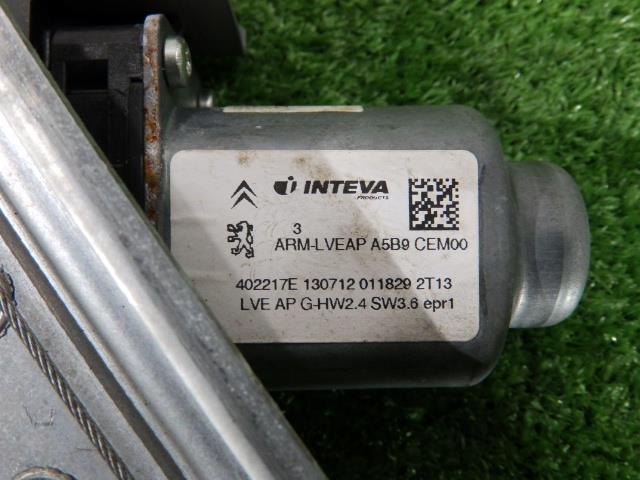 INTEVA
PRODUCTS
3
ARM-LVEAP A5B9 CEM00
402217E 130712 011829 2T13
LVE AP G-HW2.4 SW3.6 epr1